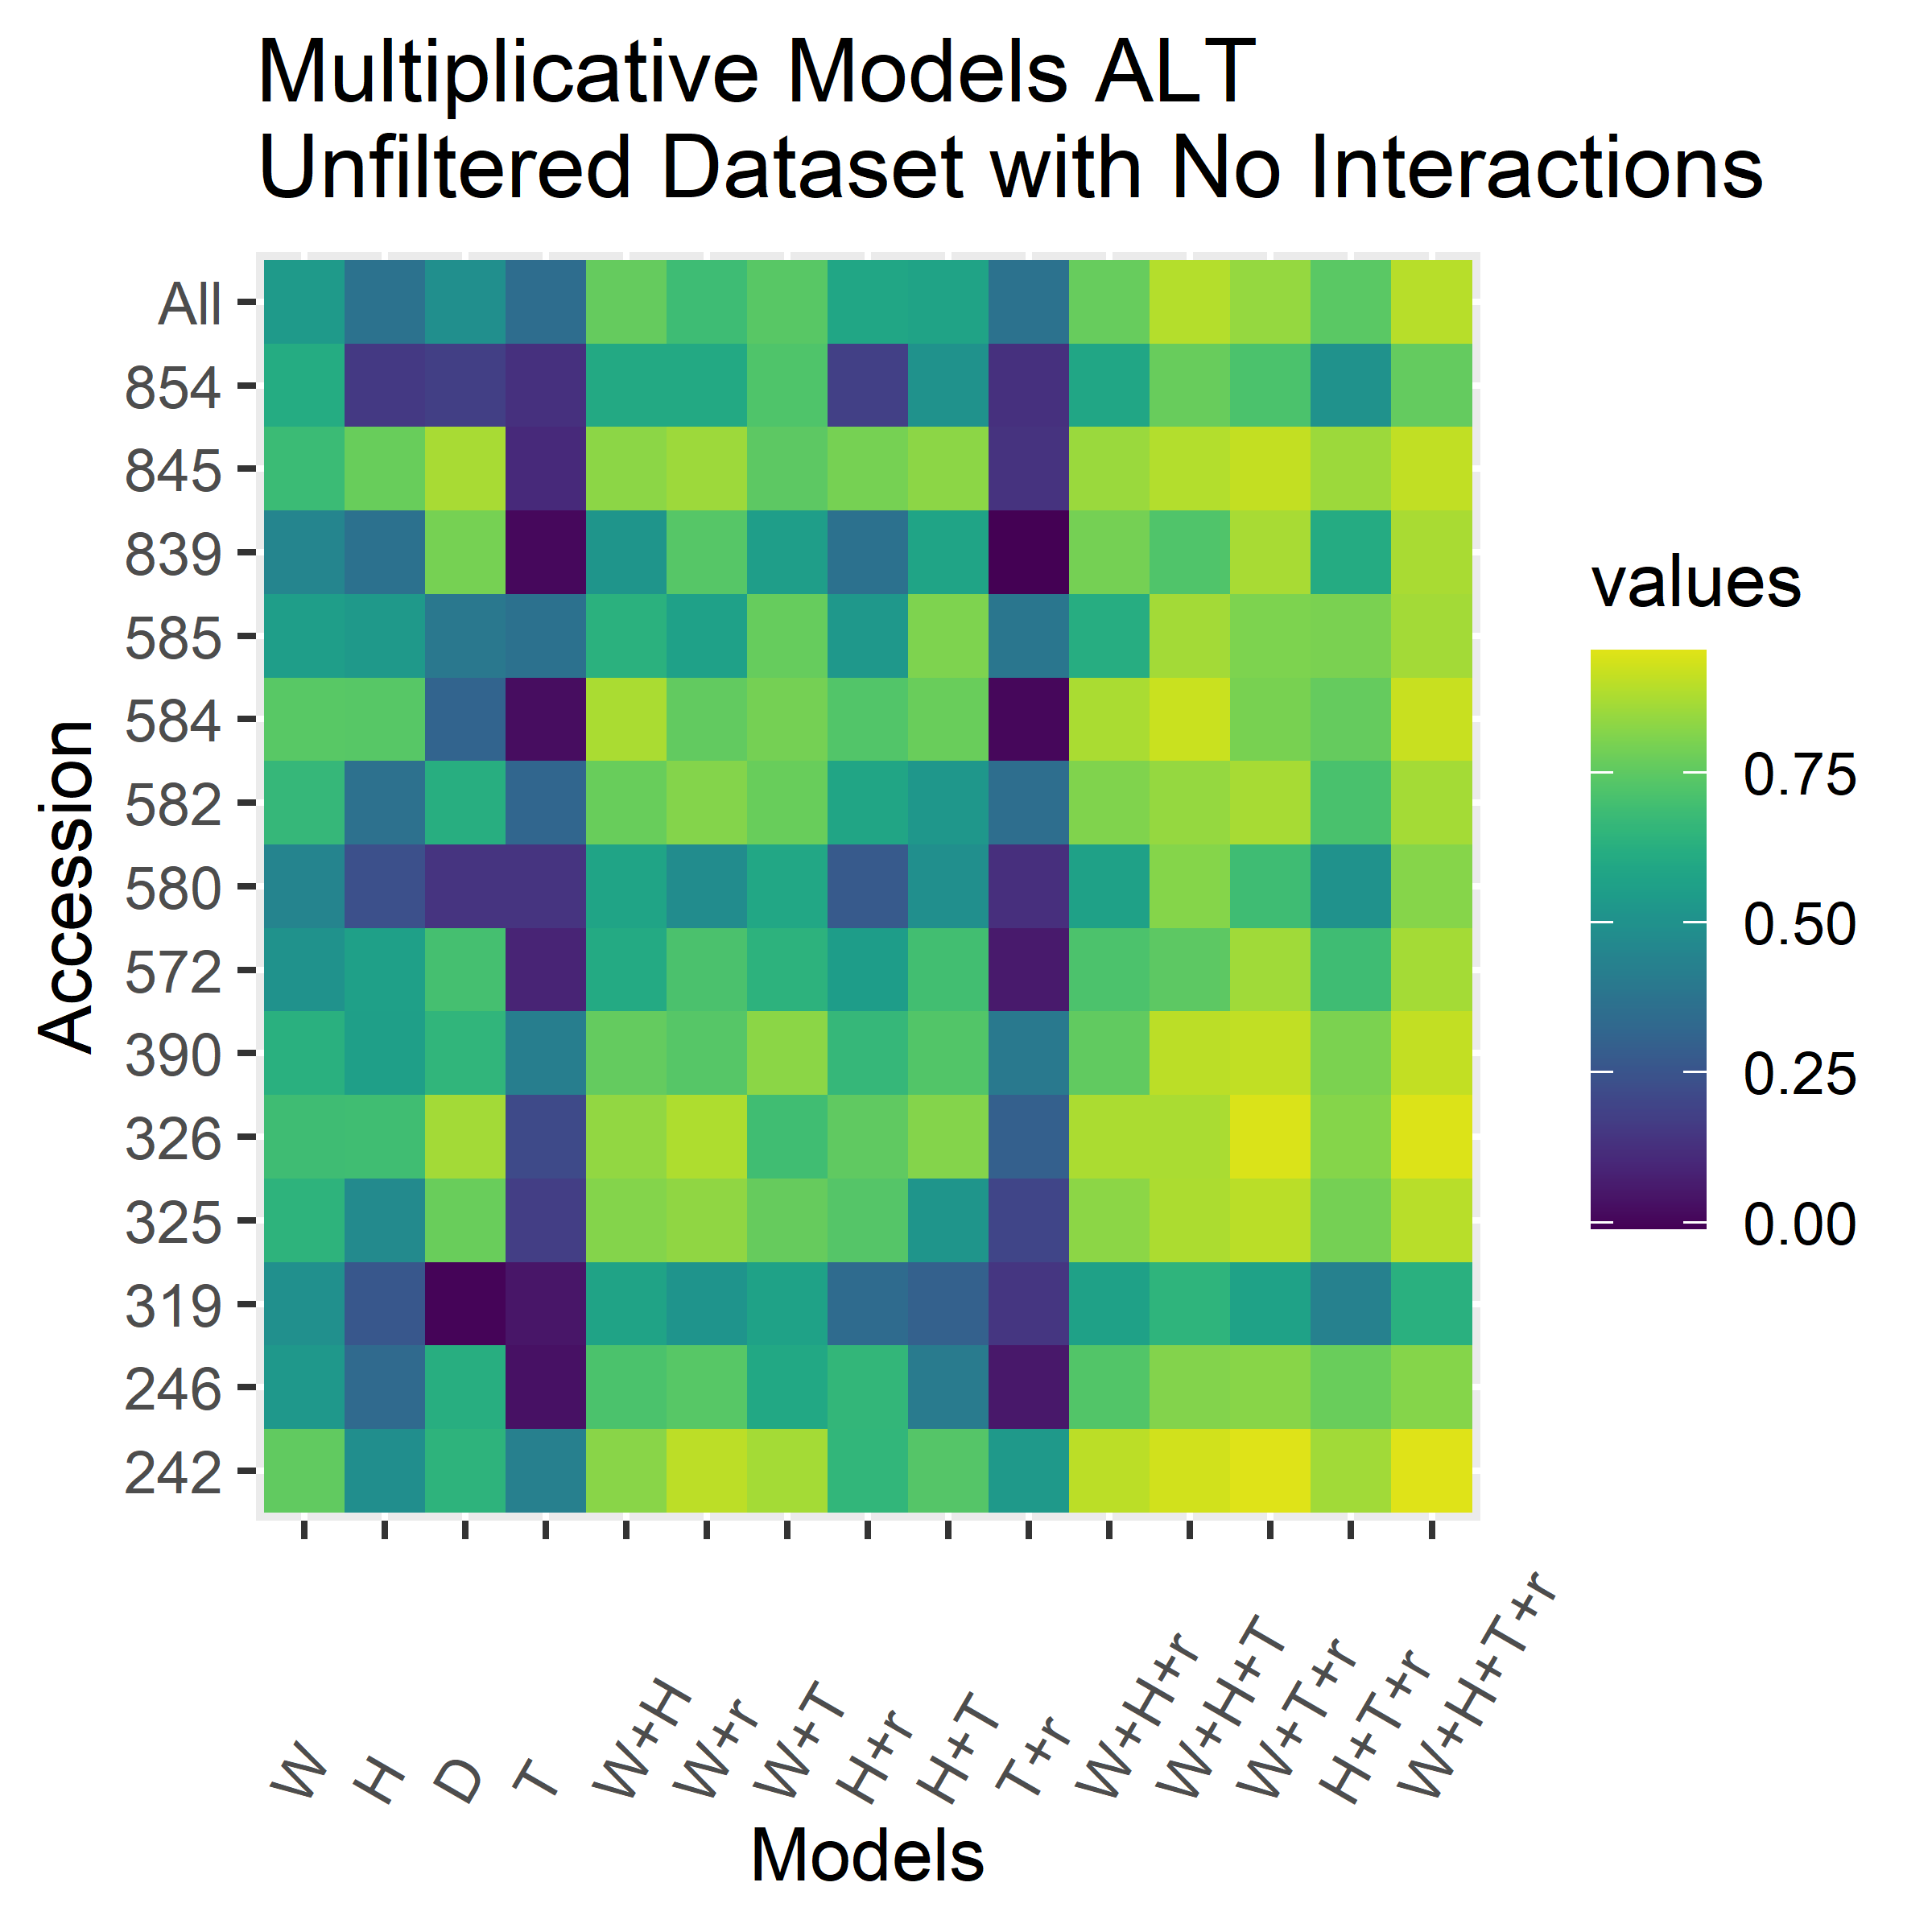 Multiplicative Models ALT
Unfiltered Dataset with No Interactions
All
854
845
839
585
584
582
580
572
390
326
325
319
246
242
Accession
W
H
D
T
W+H
W+r
W+T
H+r
H+T
T+r
W+H+r
W+H+T
W+T+r
H+T+r
W+H+T+r
Models
values
0.75
0.50
0.25
0.00